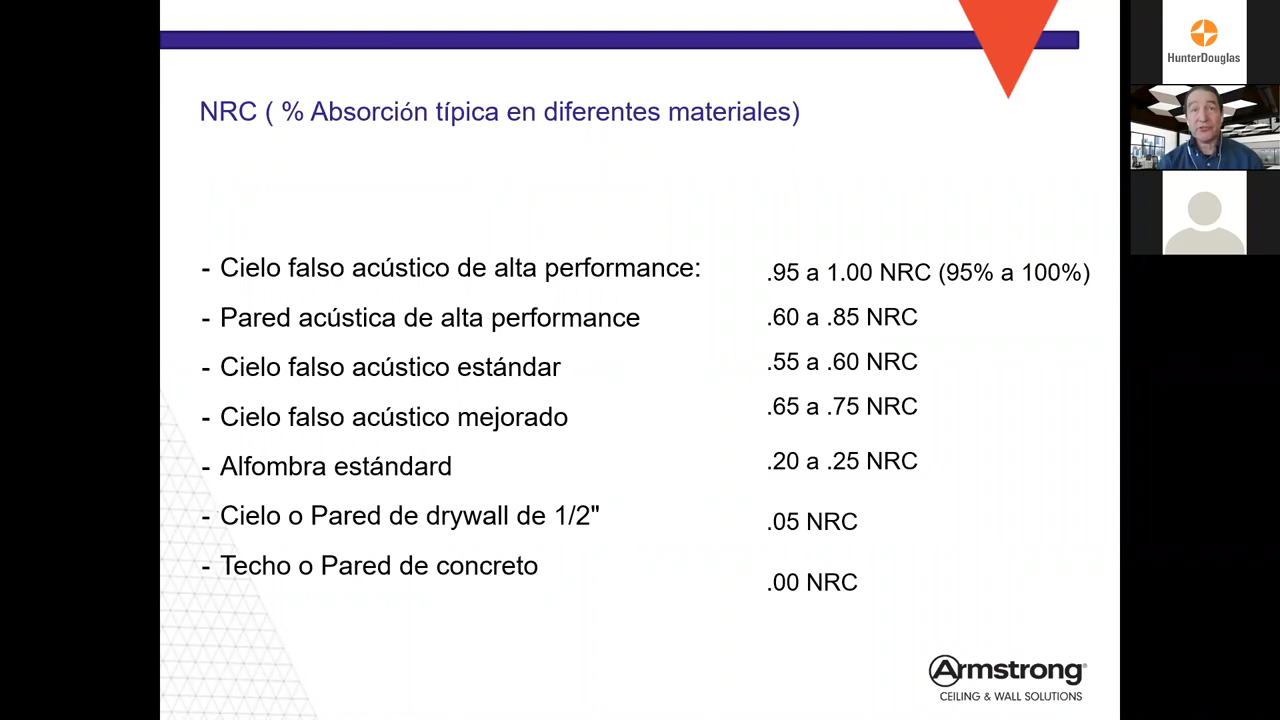 NRC ( % Absorción típica en diferentes materiales)
- Cielo falso acústico de alta performance: .95 a 1.00 NRC (95% a 100%)
- Pared acústica de alta performance .60 a .85 NRC
- Cielo falso acústico estándar .55 a .60 NRC
- Cielo falso acústico mejorado .65 a .75 NRC
- Alfombra estándard .20 a .25 NRC
- Cielo o Pared de drywall de 1/2" .05 NRC
- Techo o Pared de concreto .00 NRC
Armstrong®
CEILING & WALL SOLUTIONS
HunterDouglas